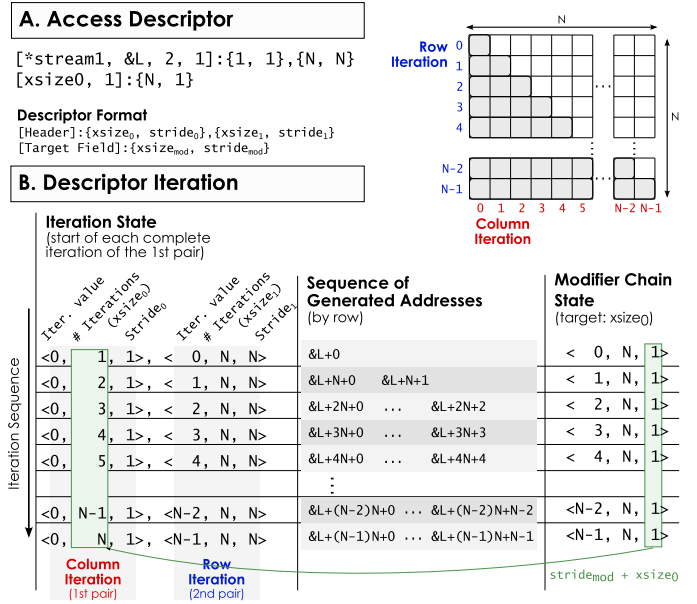 A. Access Descriptor
[*stream1, &L, 2, 1]:{1, 1},{N, N}
[xsize0, 1]:{N, 1}
Descriptor Format
[Header]:{xsize0, stride0},{xsize1, stride1}
[Target Field]:{xsizemod, stridemod}
N
Row
Iteration
0
1
2
3
4
N-2
N-1
...
...
N
0 1 2 3 4 5 N-2 N-1
Column
Iteration
B. Descriptor Iteration
Iteration State
(start of each complete
iteration of the 1st pair)
Iter. value
# Iterations
(xsize0)
Stride0
Iter. value
# Iterations
(xsize1)
Stride1
Sequence of
Generated Addresses
(by row)
Modifier Chain
State
(target: xsize0)
Iteration Sequence
<0, 1, 1>, < 0, N, N> &L+0 < 0, N, 1>
<0, 2, 1>, < 1, N, N> &L+N+0 &L+N+1 < 1, N, 1>
<0, 3, 1>, < 2, N, N> &L+2N+0 ... &L+2N+2 < 2, N, 1>
<0, 4, 1>, < 3, N, N> &L+3N+0 ... &L+3N+3 < 3, N, 1>
<0, 5, 1>, < 4, N, N> &L+4N+0 ... &L+4N+4 < 4, N, 1>
⋮
<0, N-1, 1>, <N-2, N, N> &L+(N-2)N+0 ... &L+(N-2)N+N-2 <N-2, N, 1>
<0, N, 1>, <N-1, N, N> &L+(N-1)N+0 ... &L+(N-1)N+N-1 <N-1, N, 1>
Column
Iteration
(1st pair)
Row
Iteration
(2nd pair)
stridemod + xsize0